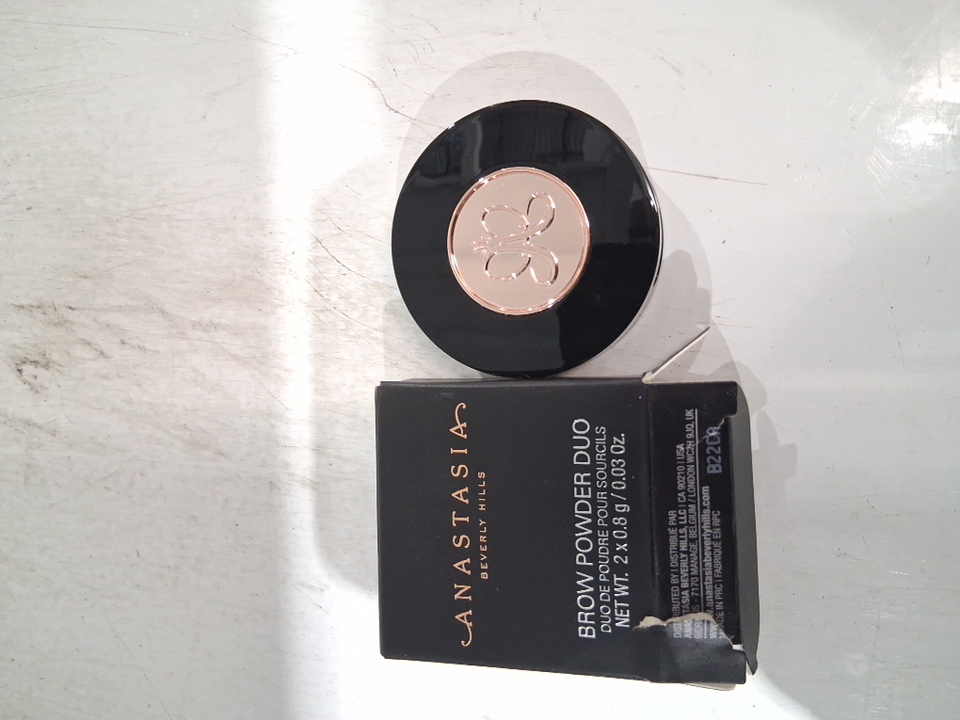 ANASTASIA
BEVERLY HILLS
BROW POWDER DUO
DUO DE POUDRE POUR SOURCILS
NET WT. 2 x 0.8 g / 0.03 Oz.
DISTRIBUTED BY | DISTRIBUÉ PAR
ANASTASIA BEVERLY HILLS, LLC | CA 90210 | USA
7170 MANAGE, BELGIUM / LONDON WC2H 9JQ, UK
anastasiabeverlyhills.com
MADE IN PRC | FABRIQUÉ EN RPC